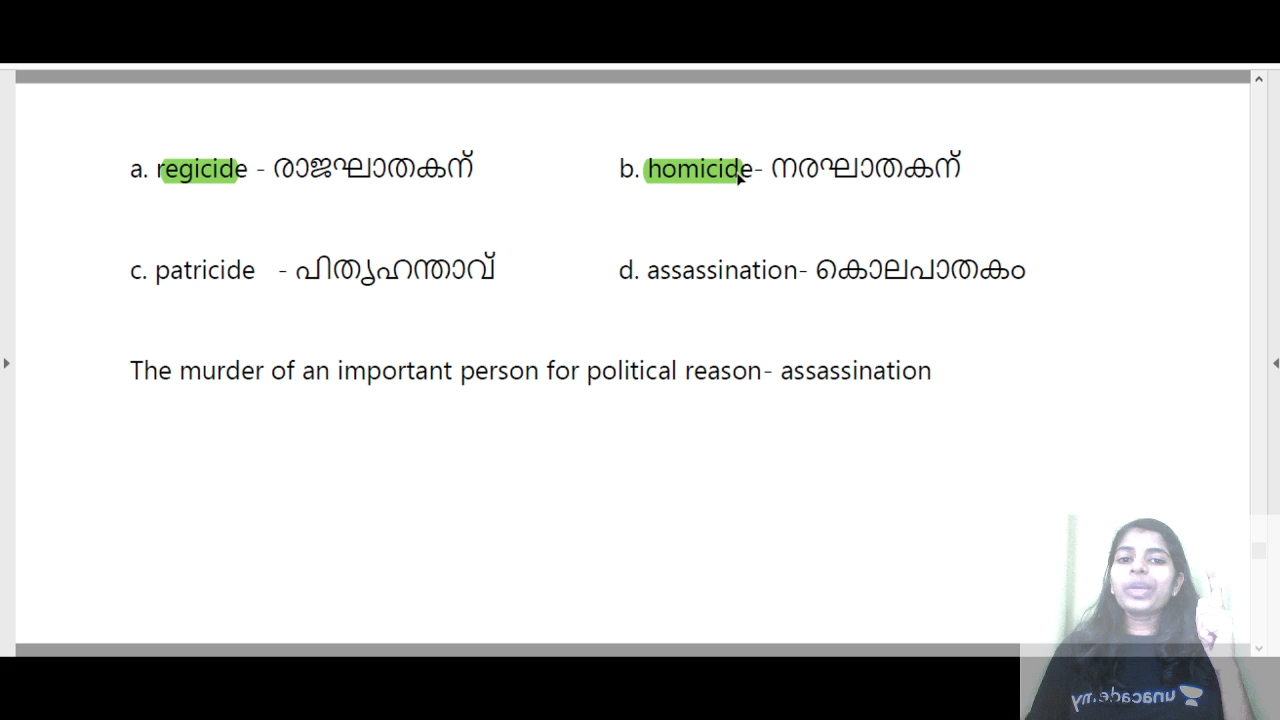 a. regicide - രാജഘാതകന് b. homicide- നരഘാതകന്
c. patricide - പിതൃഹന്താവ് d. assassination- കൊലപാതകം
The murder of an important person for political reason- assassination
unacademy